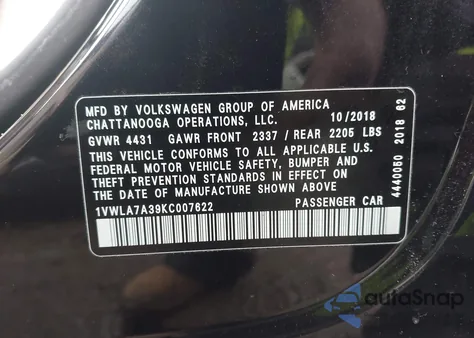 MFD BY VOLKSWAGEN GROUP OF AMERICA
CHATTANOOGA OPERATIONS, LLC. 10/2018
GVWR 4431 GAWR FRONT 2337 / REAR 2205 LBS
THIS VEHICLE CONFORMS TO ALL APPLICABLE U.S.
FEDERAL MOTOR VEHICLE SAFETY, BUMPER AND
THEFT PREVENTION STANDARDS IN EFFECT ON
THE DATE OF MANUFACTURE SHOWN ABOVE.
1VWLA7A39KC007622 PASSENGER CAR
4440060 2018 62
autoSnap